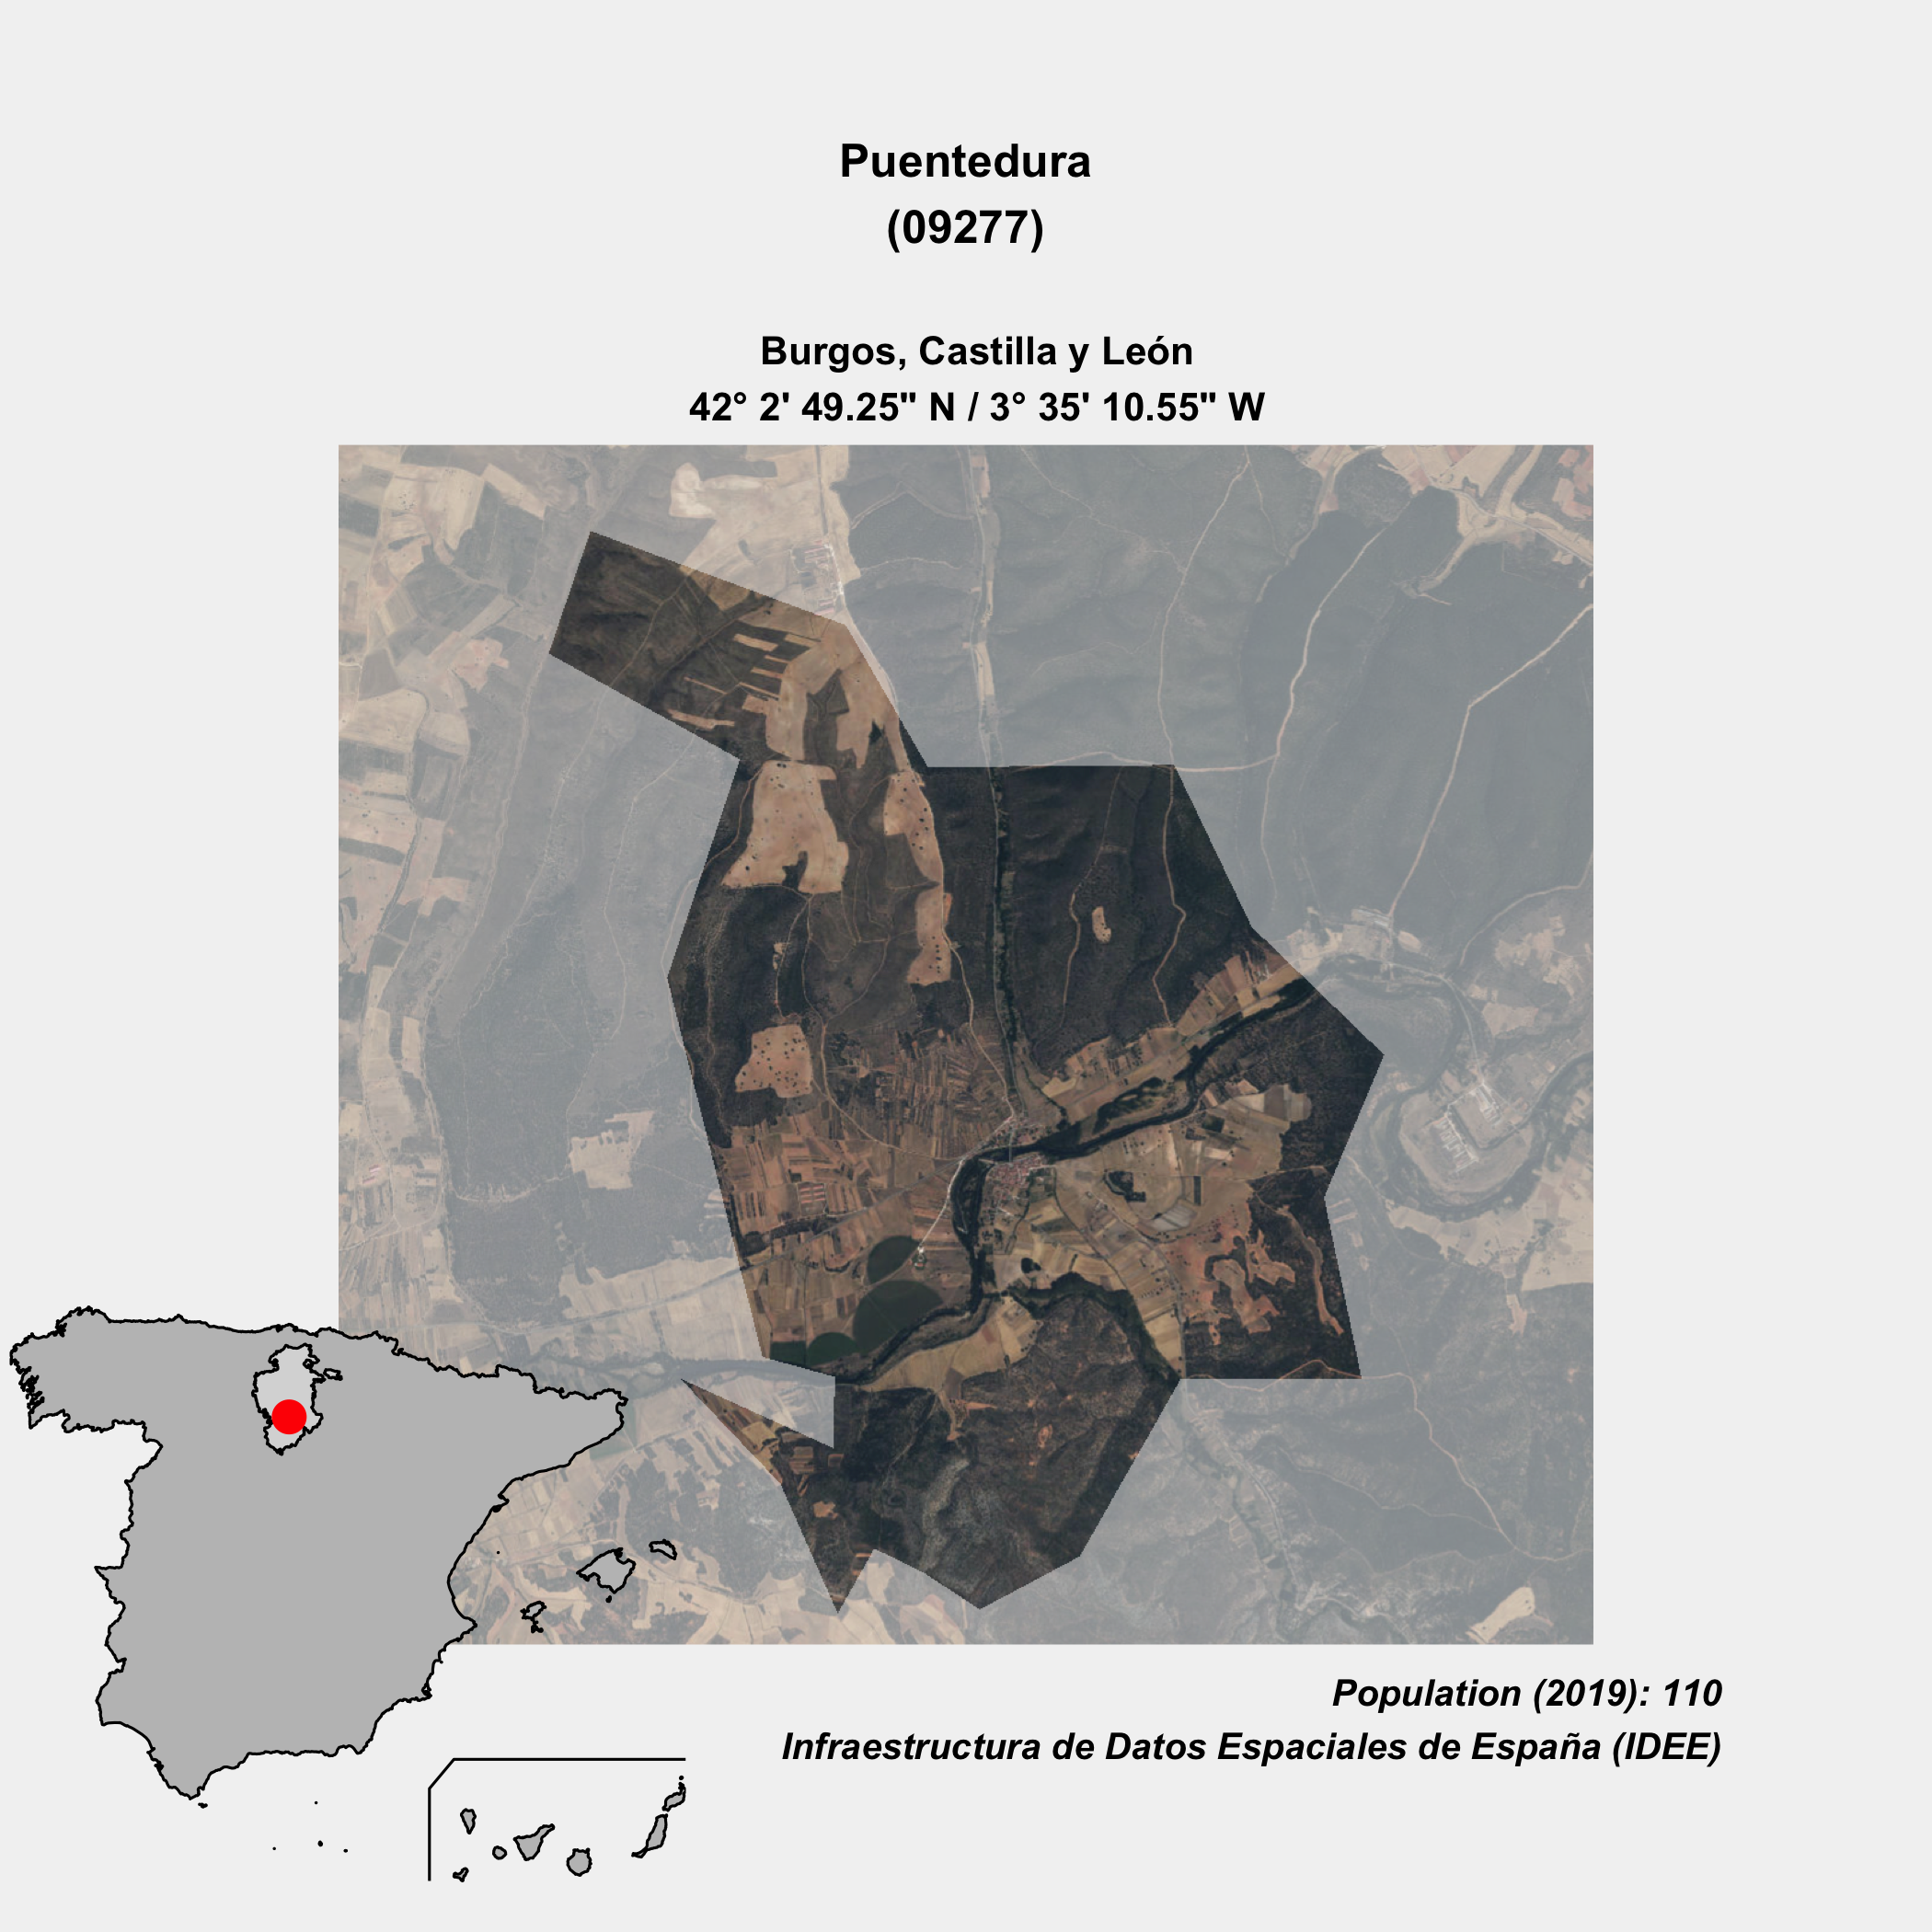 Puentedura
(09277)
Burgos, Castilla y León
42° 2' 49.25" N / 3° 35' 10.55" W
Population (2019): 110
Infraestructura de Datos Espaciales de España (IDEE)